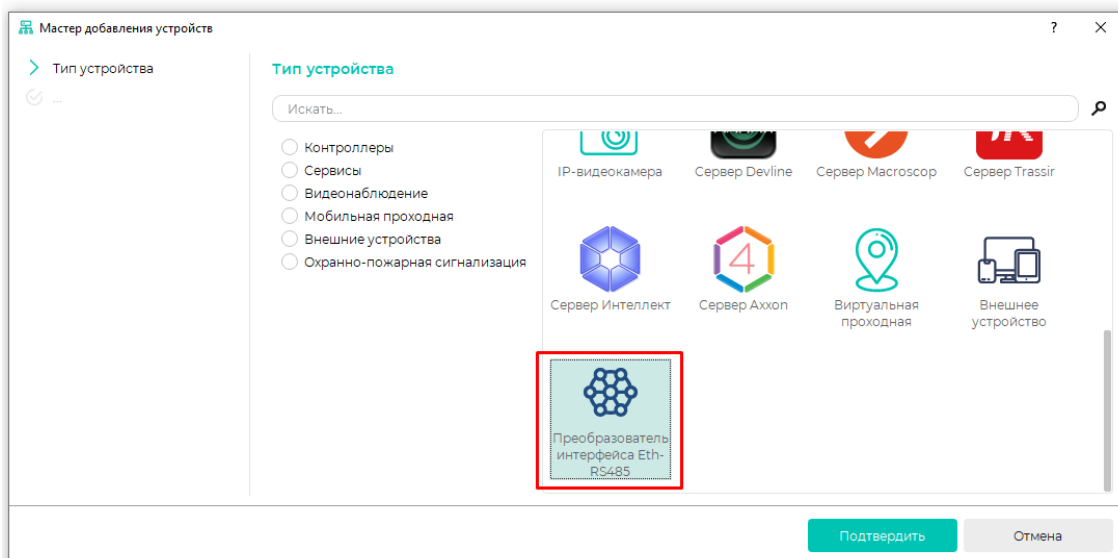 Мастер добавления устройств
?
Тип устройства
...
Тип устройства
Искать...
Контроллеры
Сервисы
Видеонаблюдение
Мобильная проходная
Внешние устройства
Охранно-пожарная сигнализация
IP-видеокамера
Сервер Devline
Сервер Macroscop
Сервер Trassir
4
Сервер Интеллект
Сервер Axxon
Виртуальная
проходная
Внешнее
устройство
Преобразователь
интерфейса Eth-
RS485
Подтвердить
Отмена